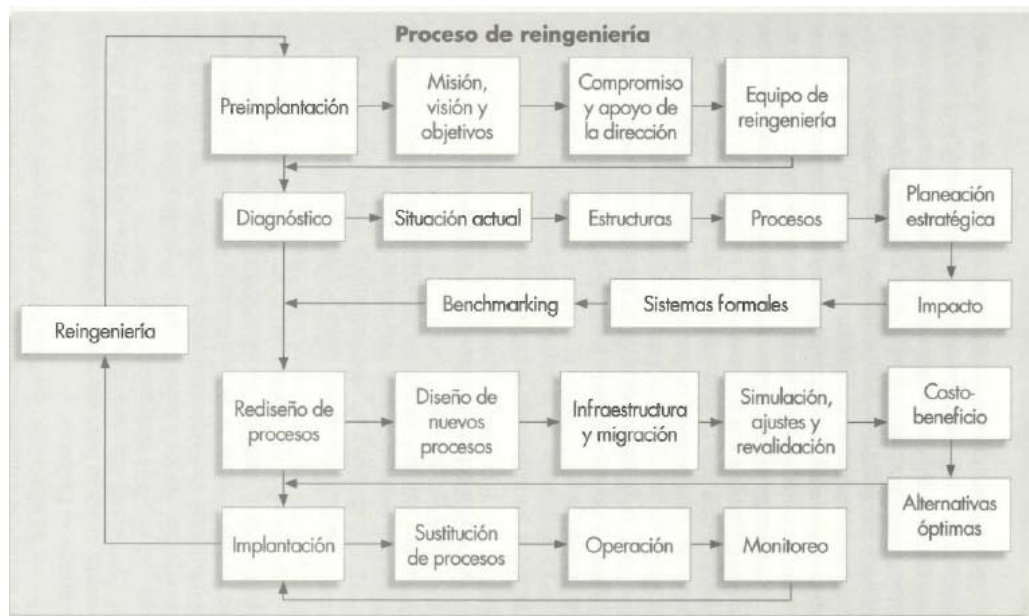 Proceso de reingeniería
Preimplantación
Misión,
visión y
objetivos
Compromiso
y apoyo de
la dirección
Equipo de
reingeniería
Diagnóstico
Situación actual
Estructuras
Procesos
Planeación
estratégica
Benchmarking
Sistemas formales
Impacto
Reingeniería
Rediseño de
procesos
Diseño de
nuevos
procesos
Infraestructura
y migración
Simulación,
ajustes y
revalidación
Costo-
beneficio
Alternativas
óptimas
Implantación
Sustitución
de procesos
Operación
Monitoreo